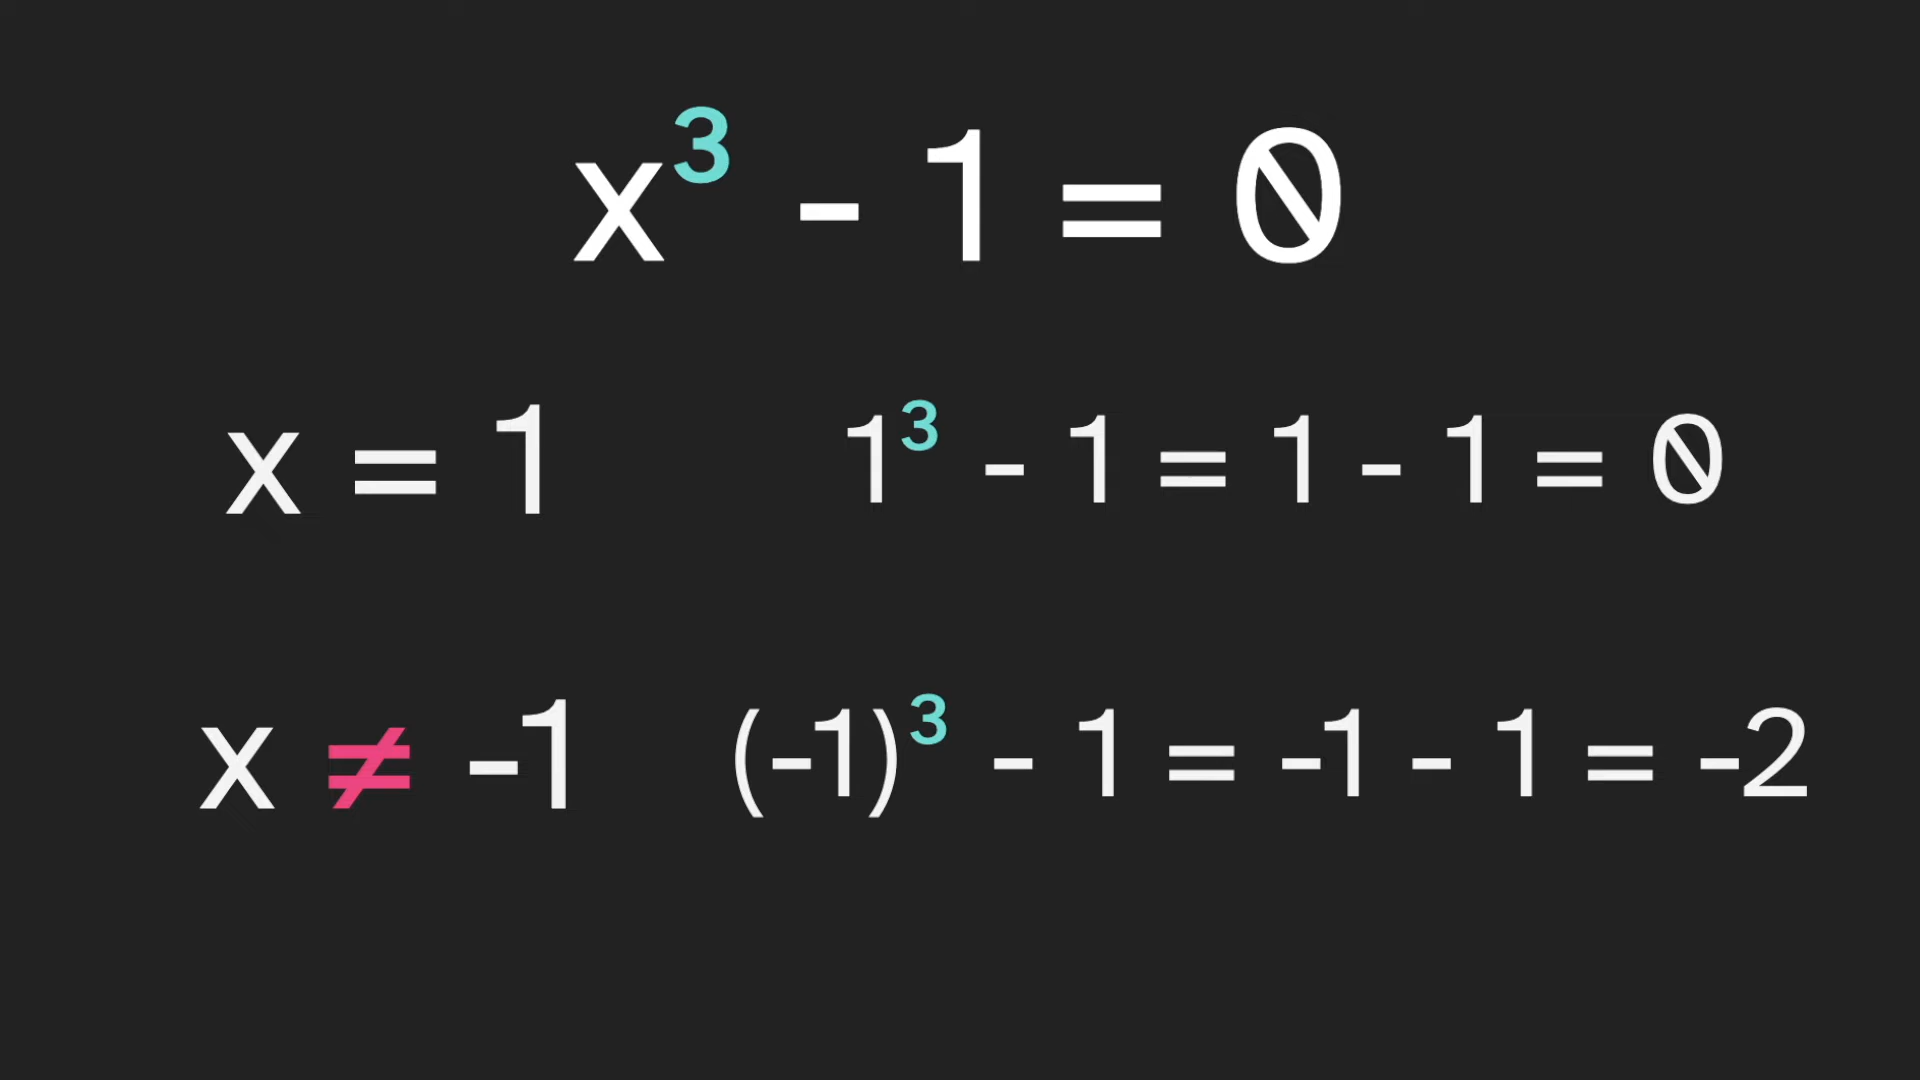 x³ - 1 = 0
x = 1 1³ - 1 = 1 - 1 = 0
x ≠ -1 (-1)³ - 1 = -1 - 1 = -2